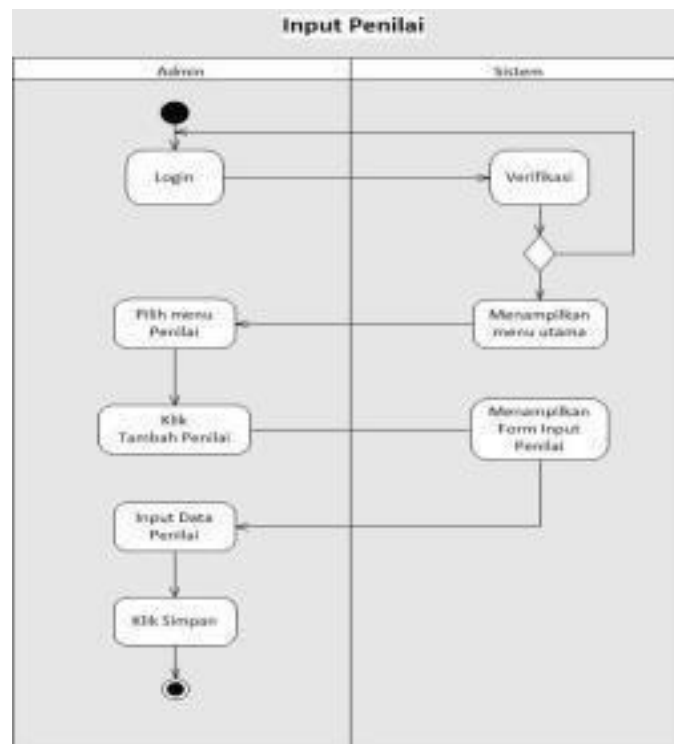 Input Penilai
Admin
Sistem
Login
Verifikasi
Pilih menu
Penilai
Menampilkan
menu utama
Klik
Tambah Penilai
Menampilkan
Form Input
Penilai
Input Data
Penilai
Klik Simpan